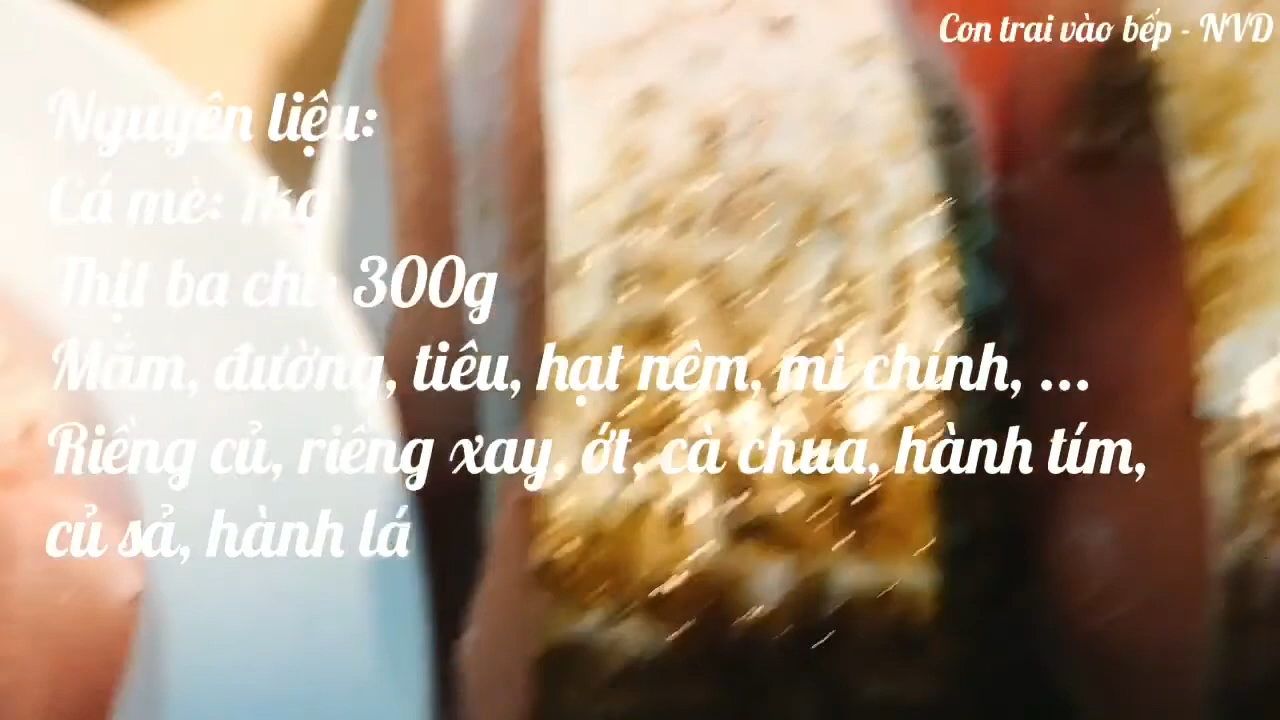 Con trai vào bếp - NVD
Nguyên liệu:
Cá mè: 1kg
Thịt ba chỉ: 300g
Mắm, đường, tiêu, hạt nêm, mì chính, ...
Riềng củ, riềng xay, ớt, cà chua, hành tím,
củ sả, hành lá